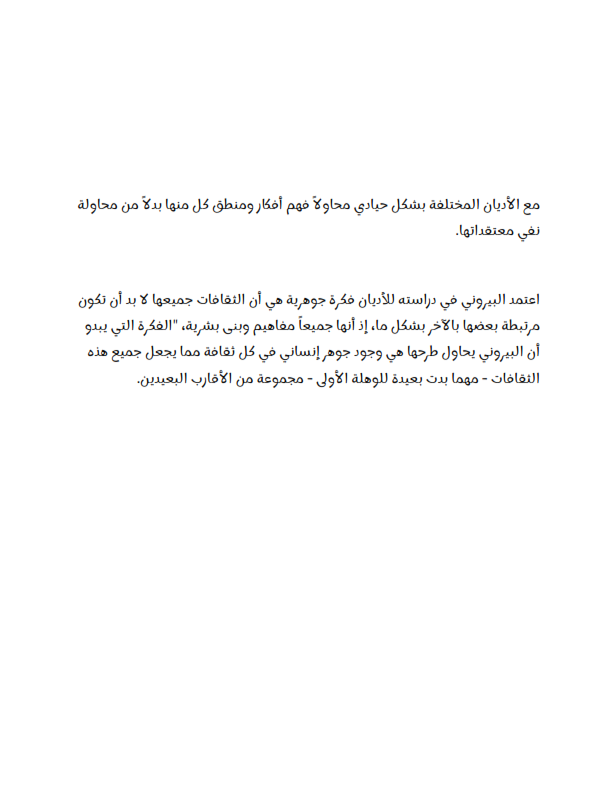 مع الأديان المختلفة بشكل حيادي محاولاً فهم أفكار ومنطق كل منها بدلاً من محاولة
نفي معتقداتها.
اعتمد البيروني في دراسته للأديان فكرة جوهرية هي أن الثقافات جميعها لا بد أن تكون
مرتبطة بعضها بالآخر بشكل ما، إذ أنها جميعاً مفاهيم وبنى بشرية، "الفكرة التي يبدو
أن البيروني يحاول طرحها هي وجود جوهر إنساني في كل ثقافة مما يجعل جميع هذه
الثقافات - مهما بدت بعيدة للوهلة الأولى - مجموعة من الأقارب البعيدين.